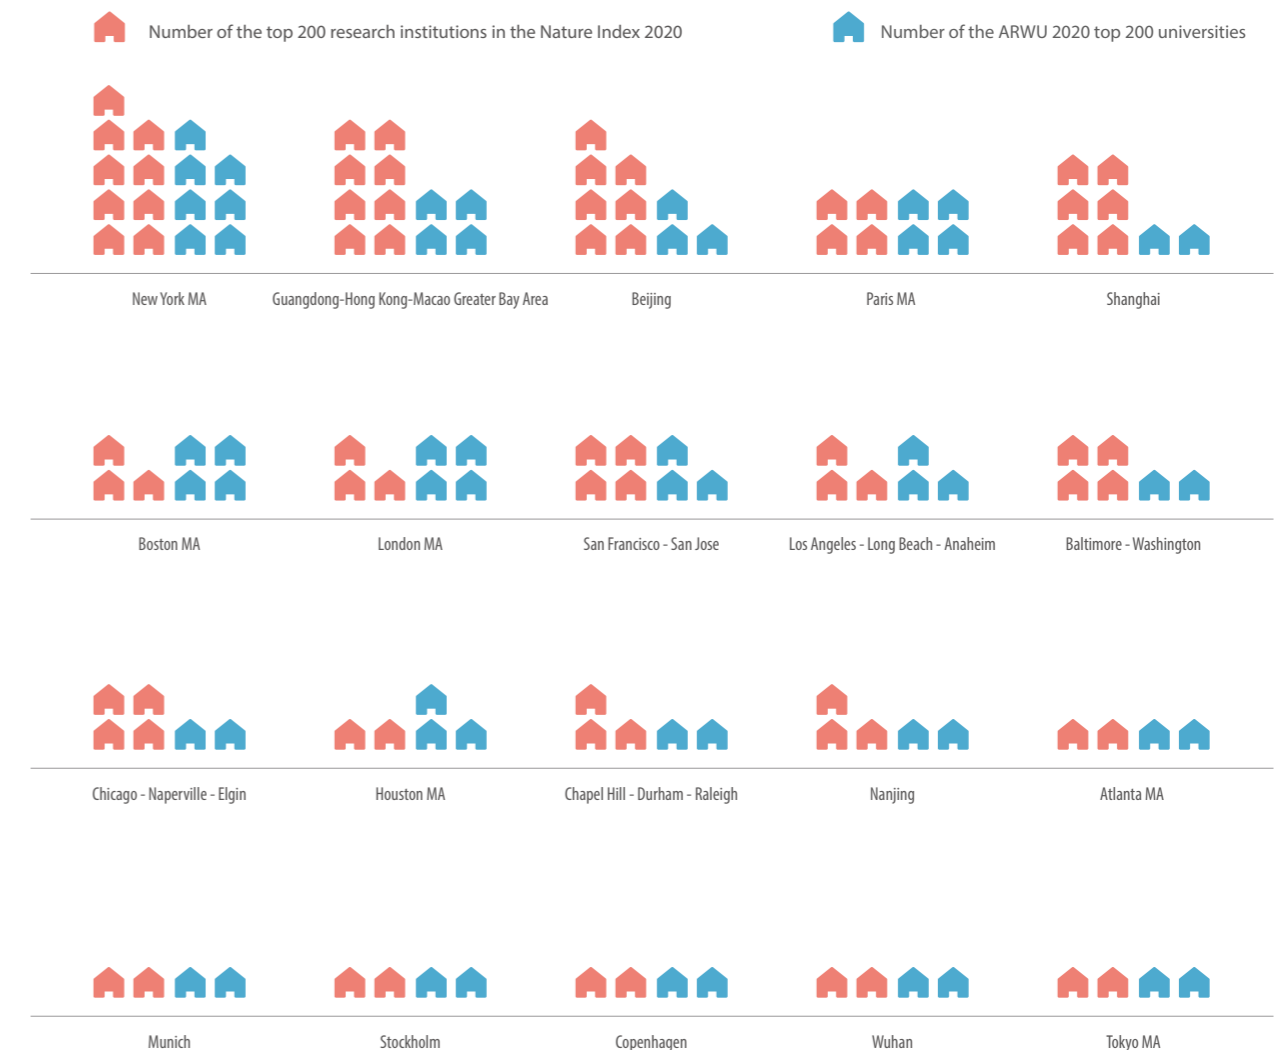 Number of the top 200 research institutions in the Nature Index 2020
Number of the ARWU 2020 top 200 universities
New York MA
Guangdong-Hong Kong-Macao Greater Bay Area
Beijing
Paris MA
Shanghai
Boston MA
London MA
San Francisco - San Jose
Los Angeles - Long Beach - Anaheim
Baltimore - Washington
Chicago - Naperville - Elgin
Houston MA
Chapel Hill - Durham - Raleigh
Nanjing
Atlanta MA
Munich
Stockholm
Copenhagen
Wuhan
Tokyo MA